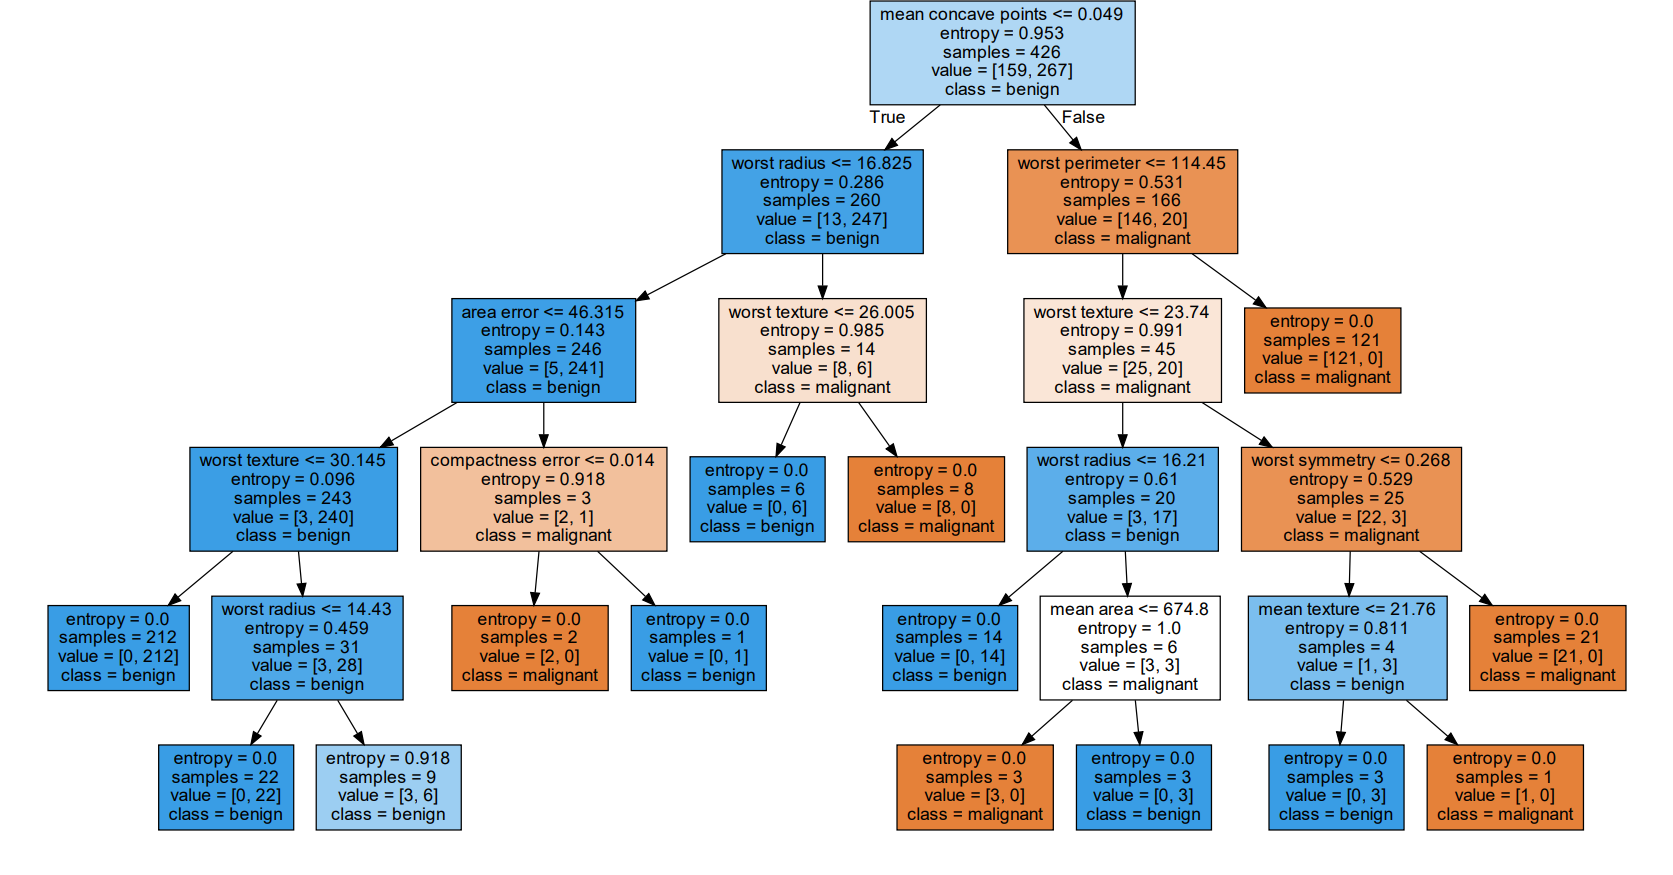 mean concave points <= 0.049
entropy = 0.953
samples = 426
value = [159, 267]
class = benign
True
False
worst radius <= 16.825
entropy = 0.286
samples = 260
value = [13, 247]
class = benign
worst perimeter <= 114.45
entropy = 0.531
samples = 166
value = [146, 20]
class = malignant
area error <= 46.315
entropy = 0.143
samples = 246
value = [5, 241]
class = benign
worst texture <= 26.005
entropy = 0.985
samples = 14
value = [8, 6]
class = malignant
worst texture <= 23.74
entropy = 0.991
samples = 45
value = [25, 20]
class = malignant
entropy = 0.0
samples = 121
value = [121, 0]
class = malignant
worst texture <= 30.145
entropy = 0.096
samples = 243
value = [3, 240]
class = benign
compactness error <= 0.014
entropy = 0.918
samples = 3
value = [2, 1]
class = malignant
entropy = 0.0
samples = 6
value = [0, 6]
class = benign
entropy = 0.0
samples = 8
value = [8, 0]
class = malignant
worst radius <= 16.21
entropy = 0.61
samples = 20
value = [3, 17]
class = benign
worst symmetry <= 0.268
entropy = 0.529
samples = 25
value = [22, 3]
class = malignant
entropy = 0.0
samples = 212
value = [0, 212]
class = benign
worst radius <= 14.43
entropy = 0.459
samples = 31
value = [3, 28]
class = benign
entropy = 0.0
samples = 2
value = [2, 0]
class = malignant
entropy = 0.0
samples = 1
value = [0, 1]
class = benign
entropy = 0.0
samples = 14
value = [0, 14]
class = benign
mean area <= 674.8
entropy = 1.0
samples = 6
value = [3, 3]
class = malignant
mean texture <= 21.76
entropy = 0.811
samples = 4
value = [1, 3]
class = benign
entropy = 0.0
samples = 21
value = [21, 0]
class = malignant
entropy = 0.0
samples = 22
value = [0, 22]
class = benign
entropy = 0.918
samples = 9
value = [3, 6]
class = benign
entropy = 0.0
samples = 3
value = [3, 0]
class = malignant
entropy = 0.0
samples = 3
value = [0, 3]
class = benign
entropy = 0.0
samples = 3
value = [0, 3]
class = benign
entropy = 0.0
samples = 1
value = [1, 0]
class = malignant